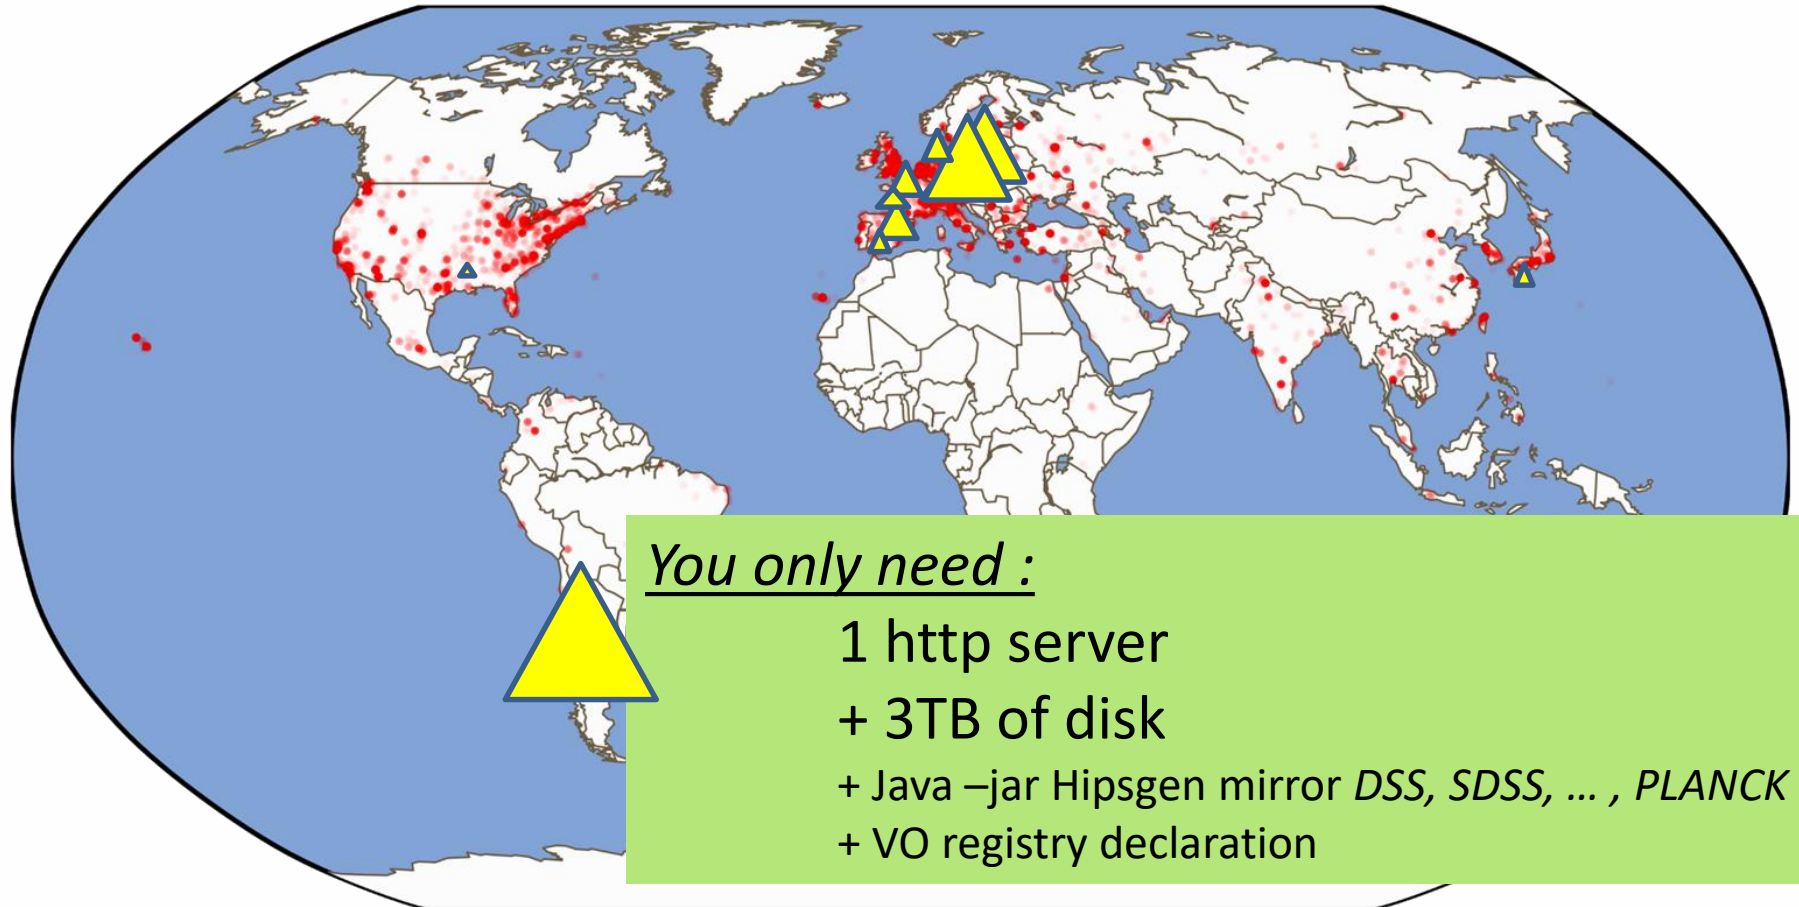 You only need :
1 http server
+ 3TB of disk
+ Java –jar Hipsgen mirror DSS, SDSS, … , PLANCK
+ VO registry declaration